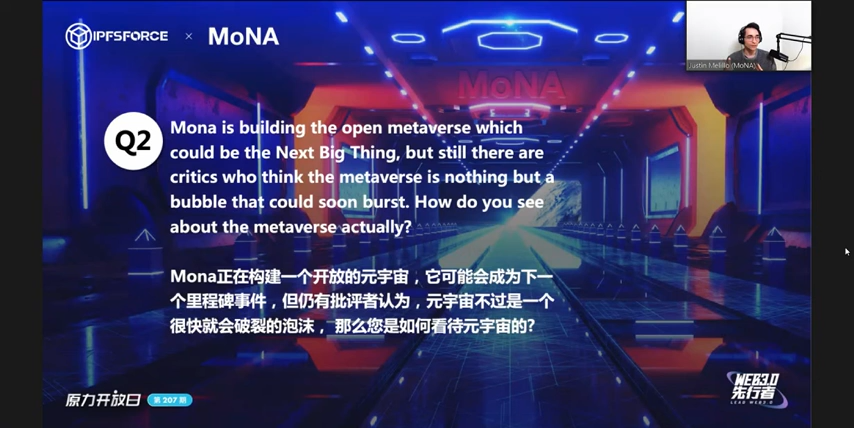 IPFSFORCE × MoNA
Justin Melillo (MoNA)
MoNA
Q2
Mona is building the open metaverse which
could be the Next Big Thing, but still there are
critics who think the metaverse is nothing but a
bubble that could soon burst. How do you see
about the metaverse actually?
Mona正在构建一个开放的元宇宙，它可能会成为下一
个里程碑事件，但仍有批评者认为，元宇宙不过是一个
很快就会破裂的泡沫， 那么您是如何看待元宇宙的?
原力开放日 第 207 期
WEB3.0
先行者
LEAD WEB3.0